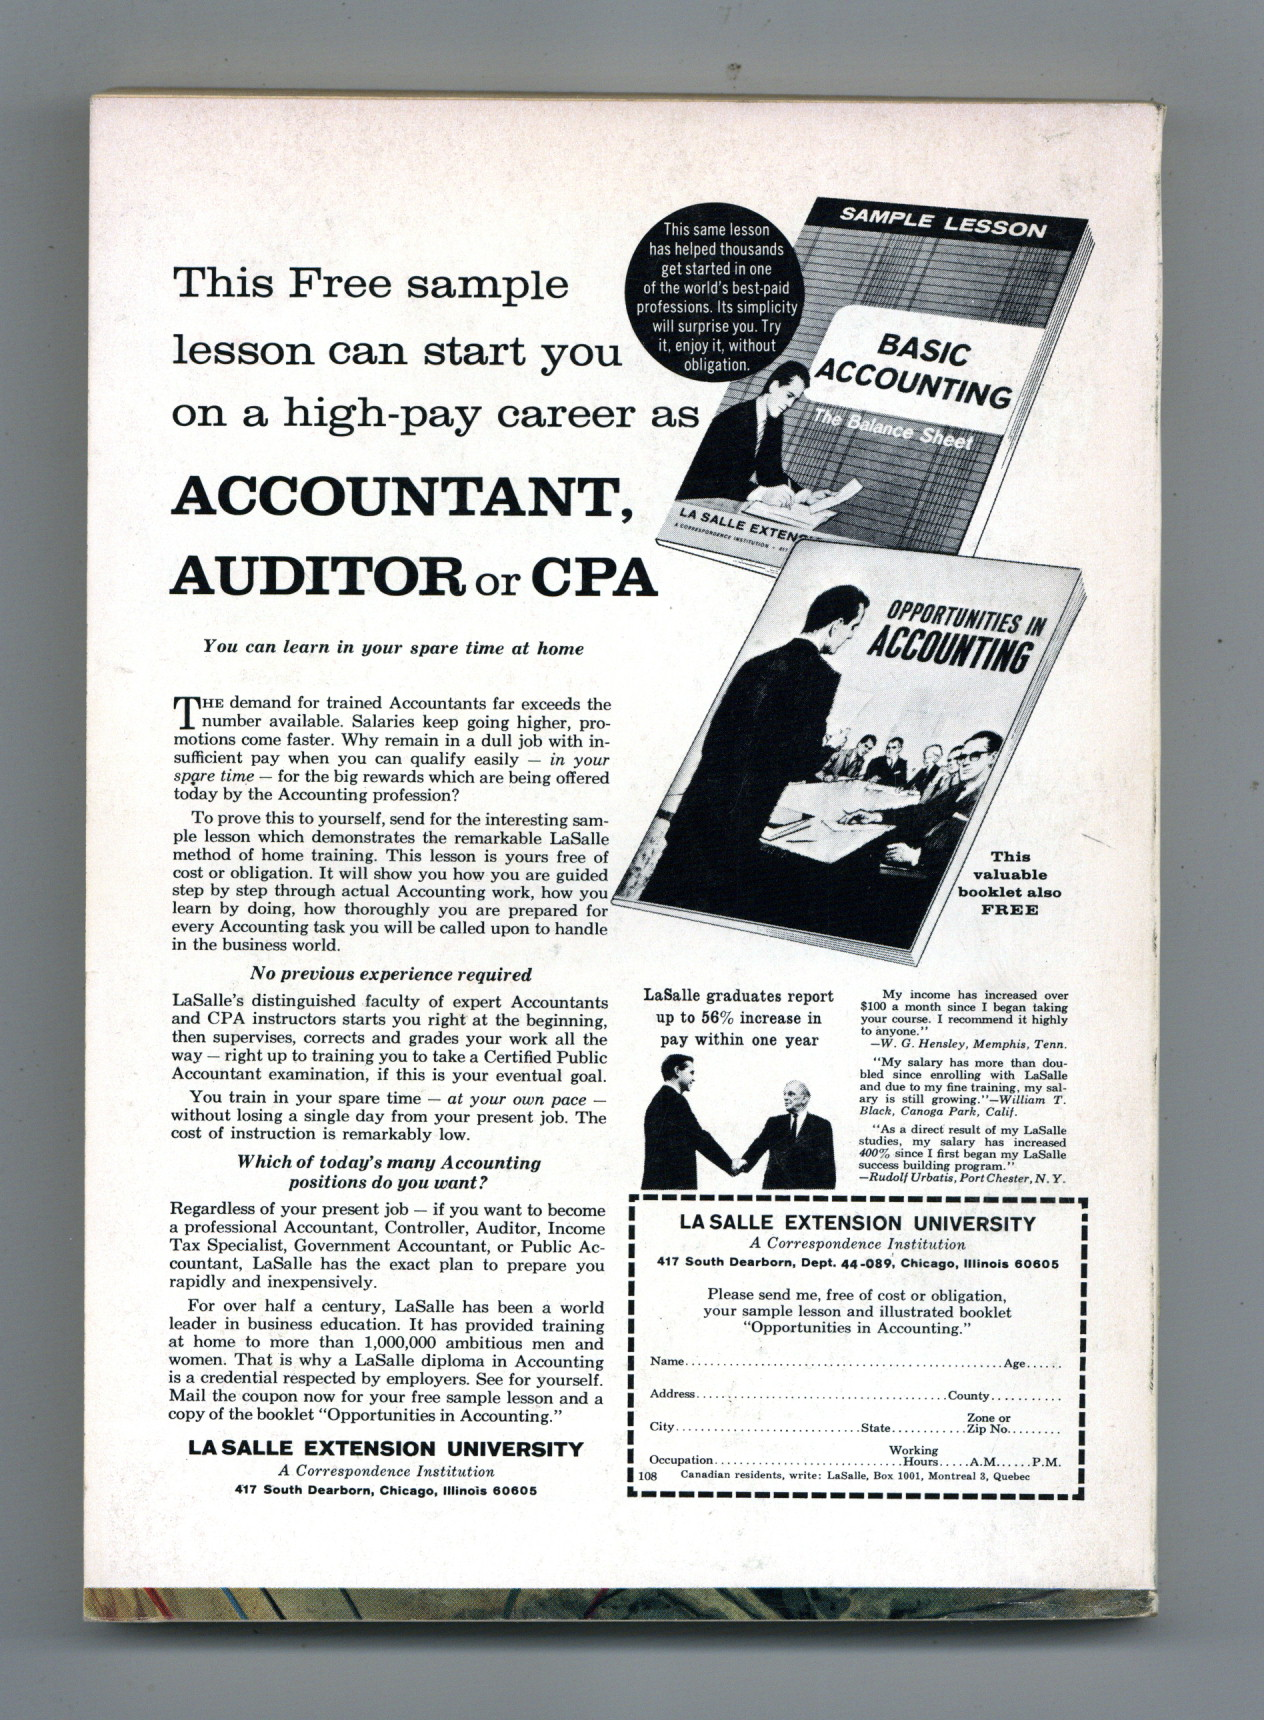 This Free sample
lesson can start you
on a high-pay career as
ACCOUNTANT,
AUDITOR or CPA
You can learn in your spare time at home
This same lesson
has helped thousands
get started in one
of the world's best-paid
professions. Its simplicity
will surprise you. Try
it, enjoy it, without
obligation.
SAMPLE LESSON
BASIC
ACCOUNTING
The Balance Sheet
LA SALLE EXTENSI
A CORRESPONDENCE INSTITUTION
OPPORTUNITIES IN
ACCOUNTING
This
valuable
booklet also
FREE
THE demand for trained Accountants far exceeds the
number available. Salaries keep going higher, pro-
motions come faster. Why remain in a dull job with in-
sufficient pay when you can qualify easily — in your
spare time — for the big rewards which are being offered
today by the Accounting profession?
To prove this to yourself, send for the interesting sam-
ple lesson which demonstrates the remarkable LaSalle
method of home training. This lesson is yours free of
cost or obligation. It will show you how you are guided
step by step through actual Accounting work, how you
learn by doing, how thoroughly you are prepared for
every Accounting task you will be called upon to handle
in the business world.
No previous experience required
LaSalle's distinguished faculty of expert Accountants
and CPA instructors starts you right at the beginning,
then supervises, corrects and grades your work all the
way — right up to training you to take a Certified Public
Accountant examination, if this is your eventual goal.
You train in your spare time — at your own pace —
without losing a single day from your present job. The
cost of instruction is remarkably low.
Which of today's many Accounting
positions do you want?
Regardless of your present job — if you want to become
a professional Accountant, Controller, Auditor, Income
Tax Specialist, Government Accountant, or Public Ac-
countant, LaSalle has the exact plan to prepare you
rapidly and inexpensively.
For over half a century, LaSalle has been a world
leader in business education. It has provided training
at home to more than 1,000,000 ambitious men and
women. That is why a LaSalle diploma in Accounting
is a credential respected by employers. See for yourself.
Mail the coupon now for your free sample lesson and a
copy of the booklet "Opportunities in Accounting."
LA SALLE EXTENSION UNIVERSITY
A Correspondence Institution
417 South Dearborn, Chicago, Illinois 60605
LaSalle graduates report
up to 56% increase in
pay within one year
My income has increased over
$100 a month since I began taking
your course. I recommend it highly
to anyone."
—W. G. Hensley, Memphis, Tenn.
"My salary has more than dou-
bled since enrolling with LaSalle
and due to my fine training, my sal-
ary is still growing."—William T.
Black, Canoga Park, Calif.
"As a direct result of my LaSalle
studies, my salary has increased
400% since I first began my LaSalle
success building program."
—Rudolf Urbatis, Port Chester, N. Y.
LA SALLE EXTENSION UNIVERSITY
A Correspondence Institution
417 South Dearborn, Dept. 44-089, Chicago, Illinois 60605
Please send me, free of cost or obligation,
your sample lesson and illustrated booklet
"Opportunities in Accounting."
Name.............................................Age......
Address....................................County...........
City...........................State............Zone or Zip No.........
Occupation...........................Working Hours.....A.M......P.M.
108 Canadian residents, write: LaSalle, Box 1001, Montreal 3, Quebec